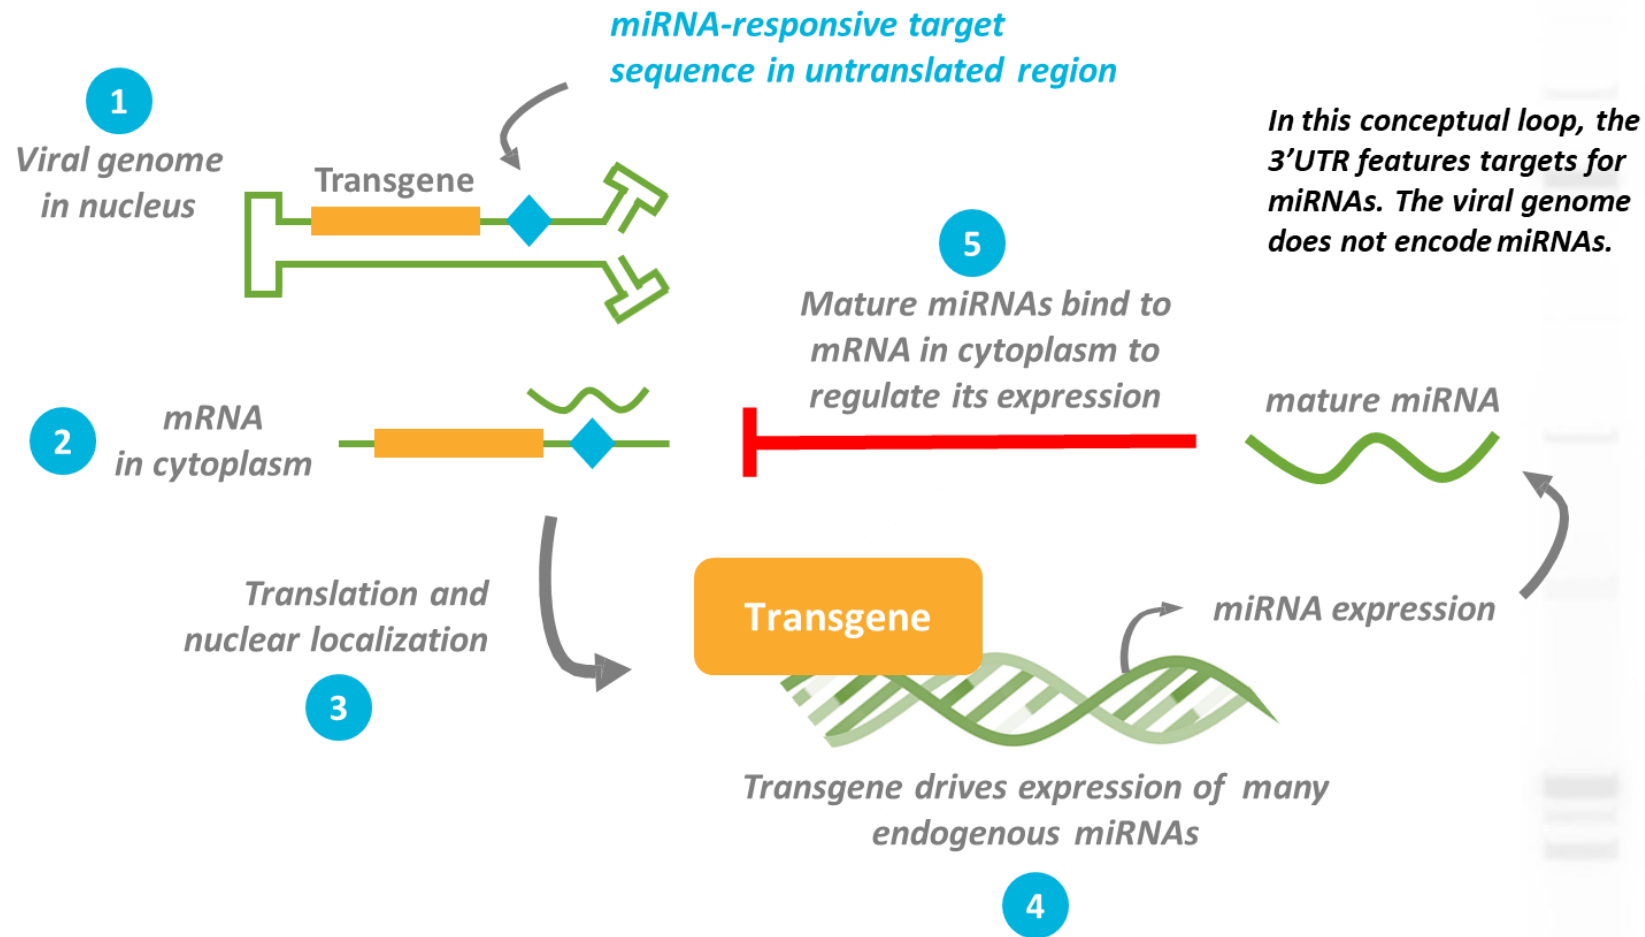 miRNA-responsive target
sequence in untranslated region
1
Viral genome
in nucleus
Transgene
In this conceptual loop, the
3’UTR features targets for
miRNAs. The viral genome
does not encode miRNAs.
5
Mature miRNAs bind to
mRNA in cytoplasm to
regulate its expression
2
mRNA
in cytoplasm
mature miRNA
Translation and
nuclear localization
3
Transgene
miRNA expression
Transgene drives expression of many
endogenous miRNAs
4